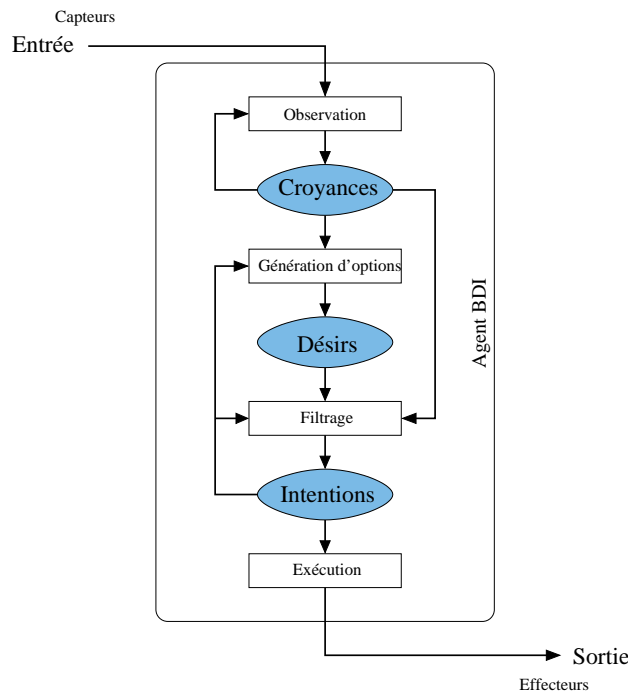 Capteurs
Entrée
Observation
Croyances
Génération d'options
Agent BDI
Désirs
Filtrage
Intentions
Exécution
Sortie
Effecteurs